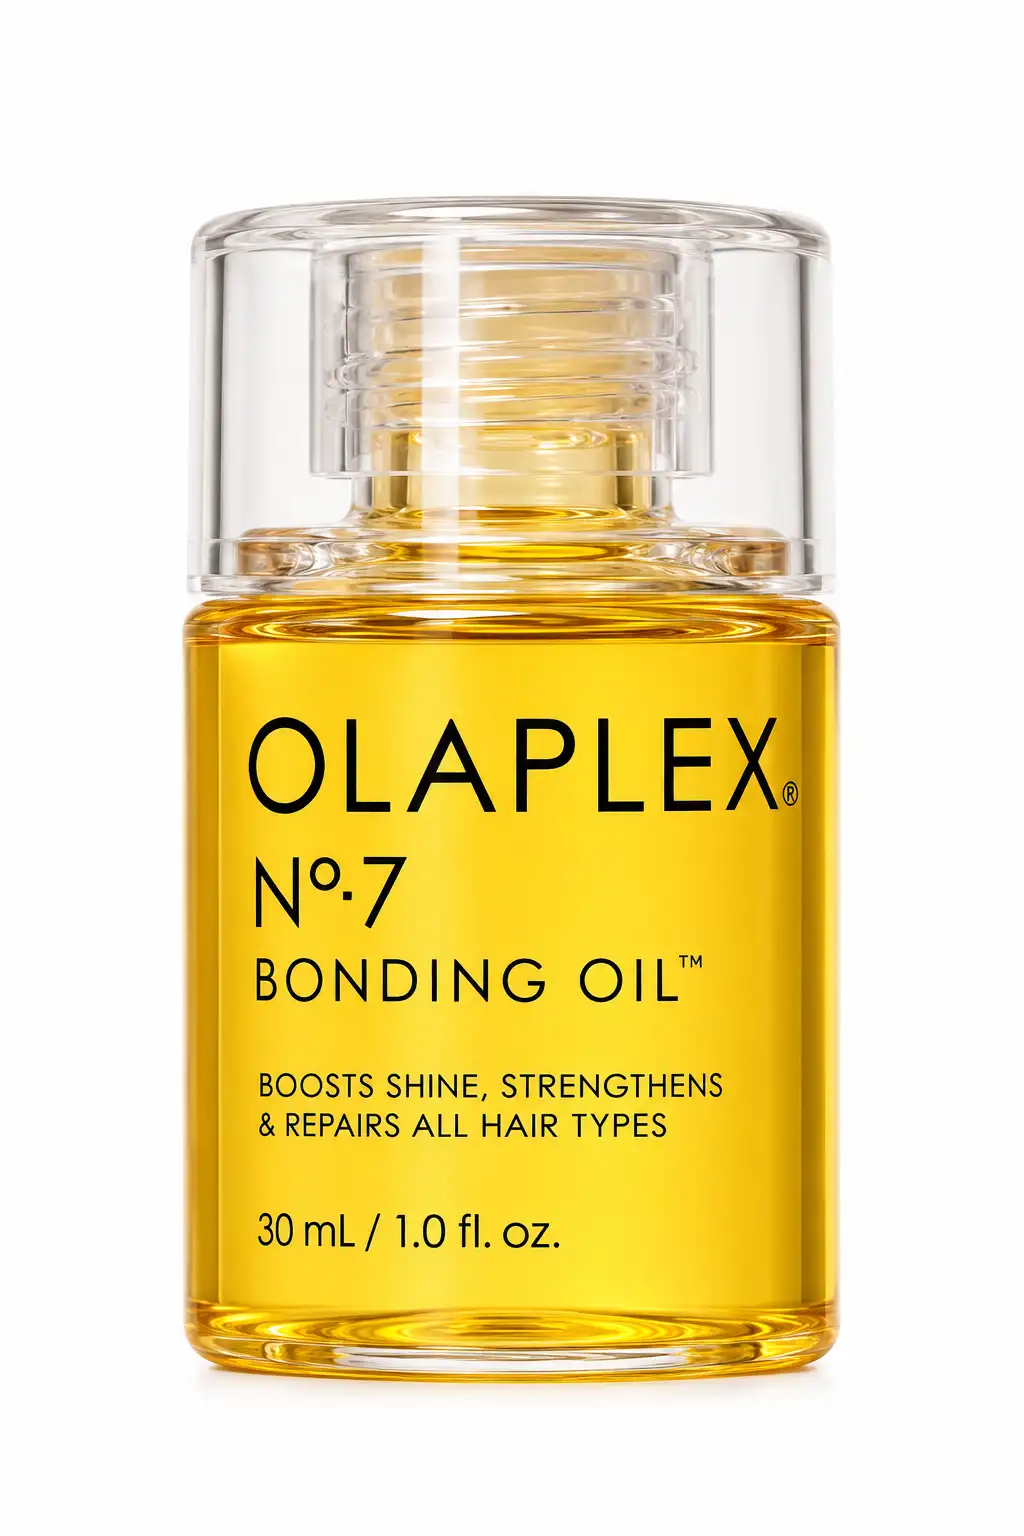 OLAPLEX®
Nº.7
BONDING OIL™
BOOSTS SHINE, STRENGTHENS
& REPAIRS ALL HAIR TYPES
30 mL / 1.0 fl. oz.